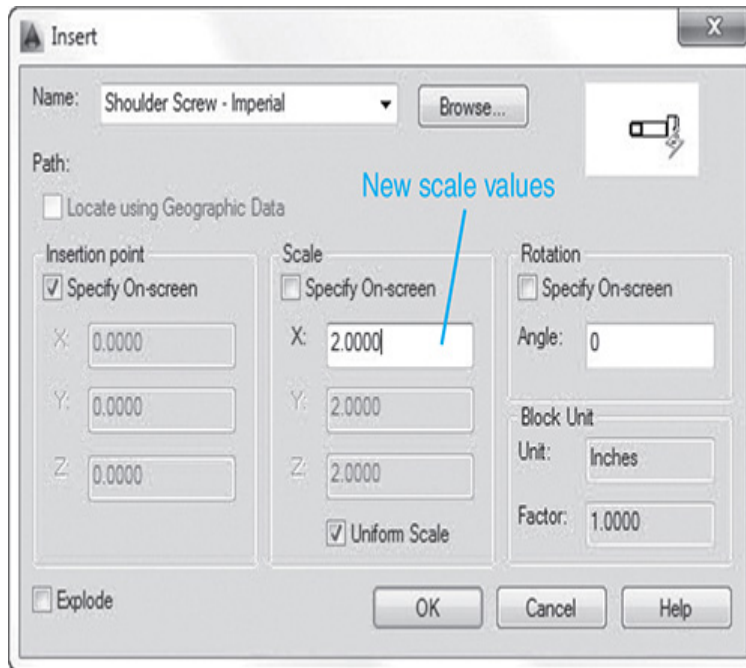 Insert
X
Name: Shoulder Screw - Imperial Browse...
Path:
Locate using Geographic Data
New scale values
Insertion point
Specify On-screen
X: 0.0000
Y: 0.0000
Z: 0.0000
Scale
Specify On-screen
X: 2.0000
Y: 2.0000
Z: 2.0000
Uniform Scale
Rotation
Specify On-screen
Angle: 0
Block Unit
Unit: Inches
Factor: 1.0000
Explode
OK Cancel Help